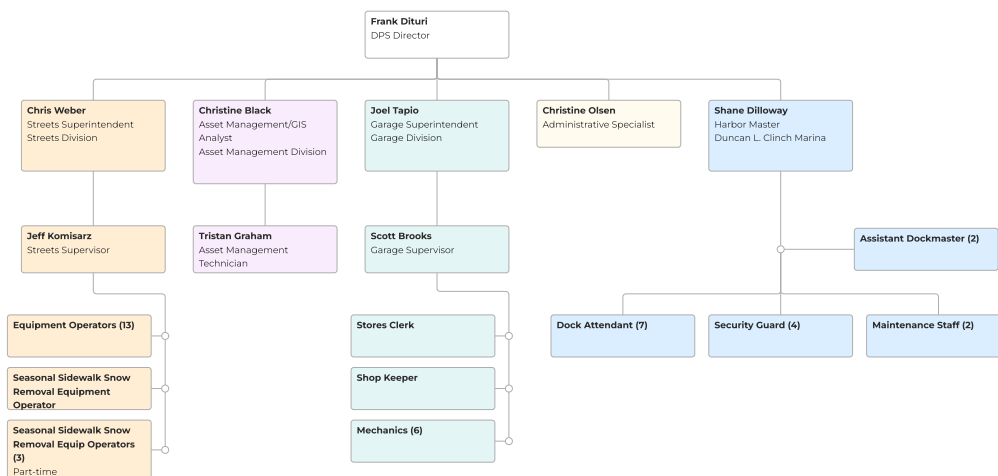 Frank Dituri
DPS Director
Chris Weber
Streets Superintendent
Streets Division
Christine Black
Asset Management/GIS
Analyst
Asset Management Division
Joel Tapio
Garage Superintendent
Garage Division
Christine Olsen
Administrative Specialist
Shane Dilloway
Harbor Master
Duncan L. Clinch Marina
Jeff Komisarz
Streets Supervisor
Tristan Graham
Asset Management
Technician
Scott Brooks
Garage Supervisor
Assistant Dockmaster (2)
Equipment Operators (13)
Stores Clerk
Dock Attendant (7)
Security Guard (4)
Maintenance Staff (2)
Seasonal Sidewalk Snow
Removal Equipment
Operator
Shop Keeper
Seasonal Sidewalk Snow
Removal Equip Operators
(3)
Part-time
Mechanics (6)